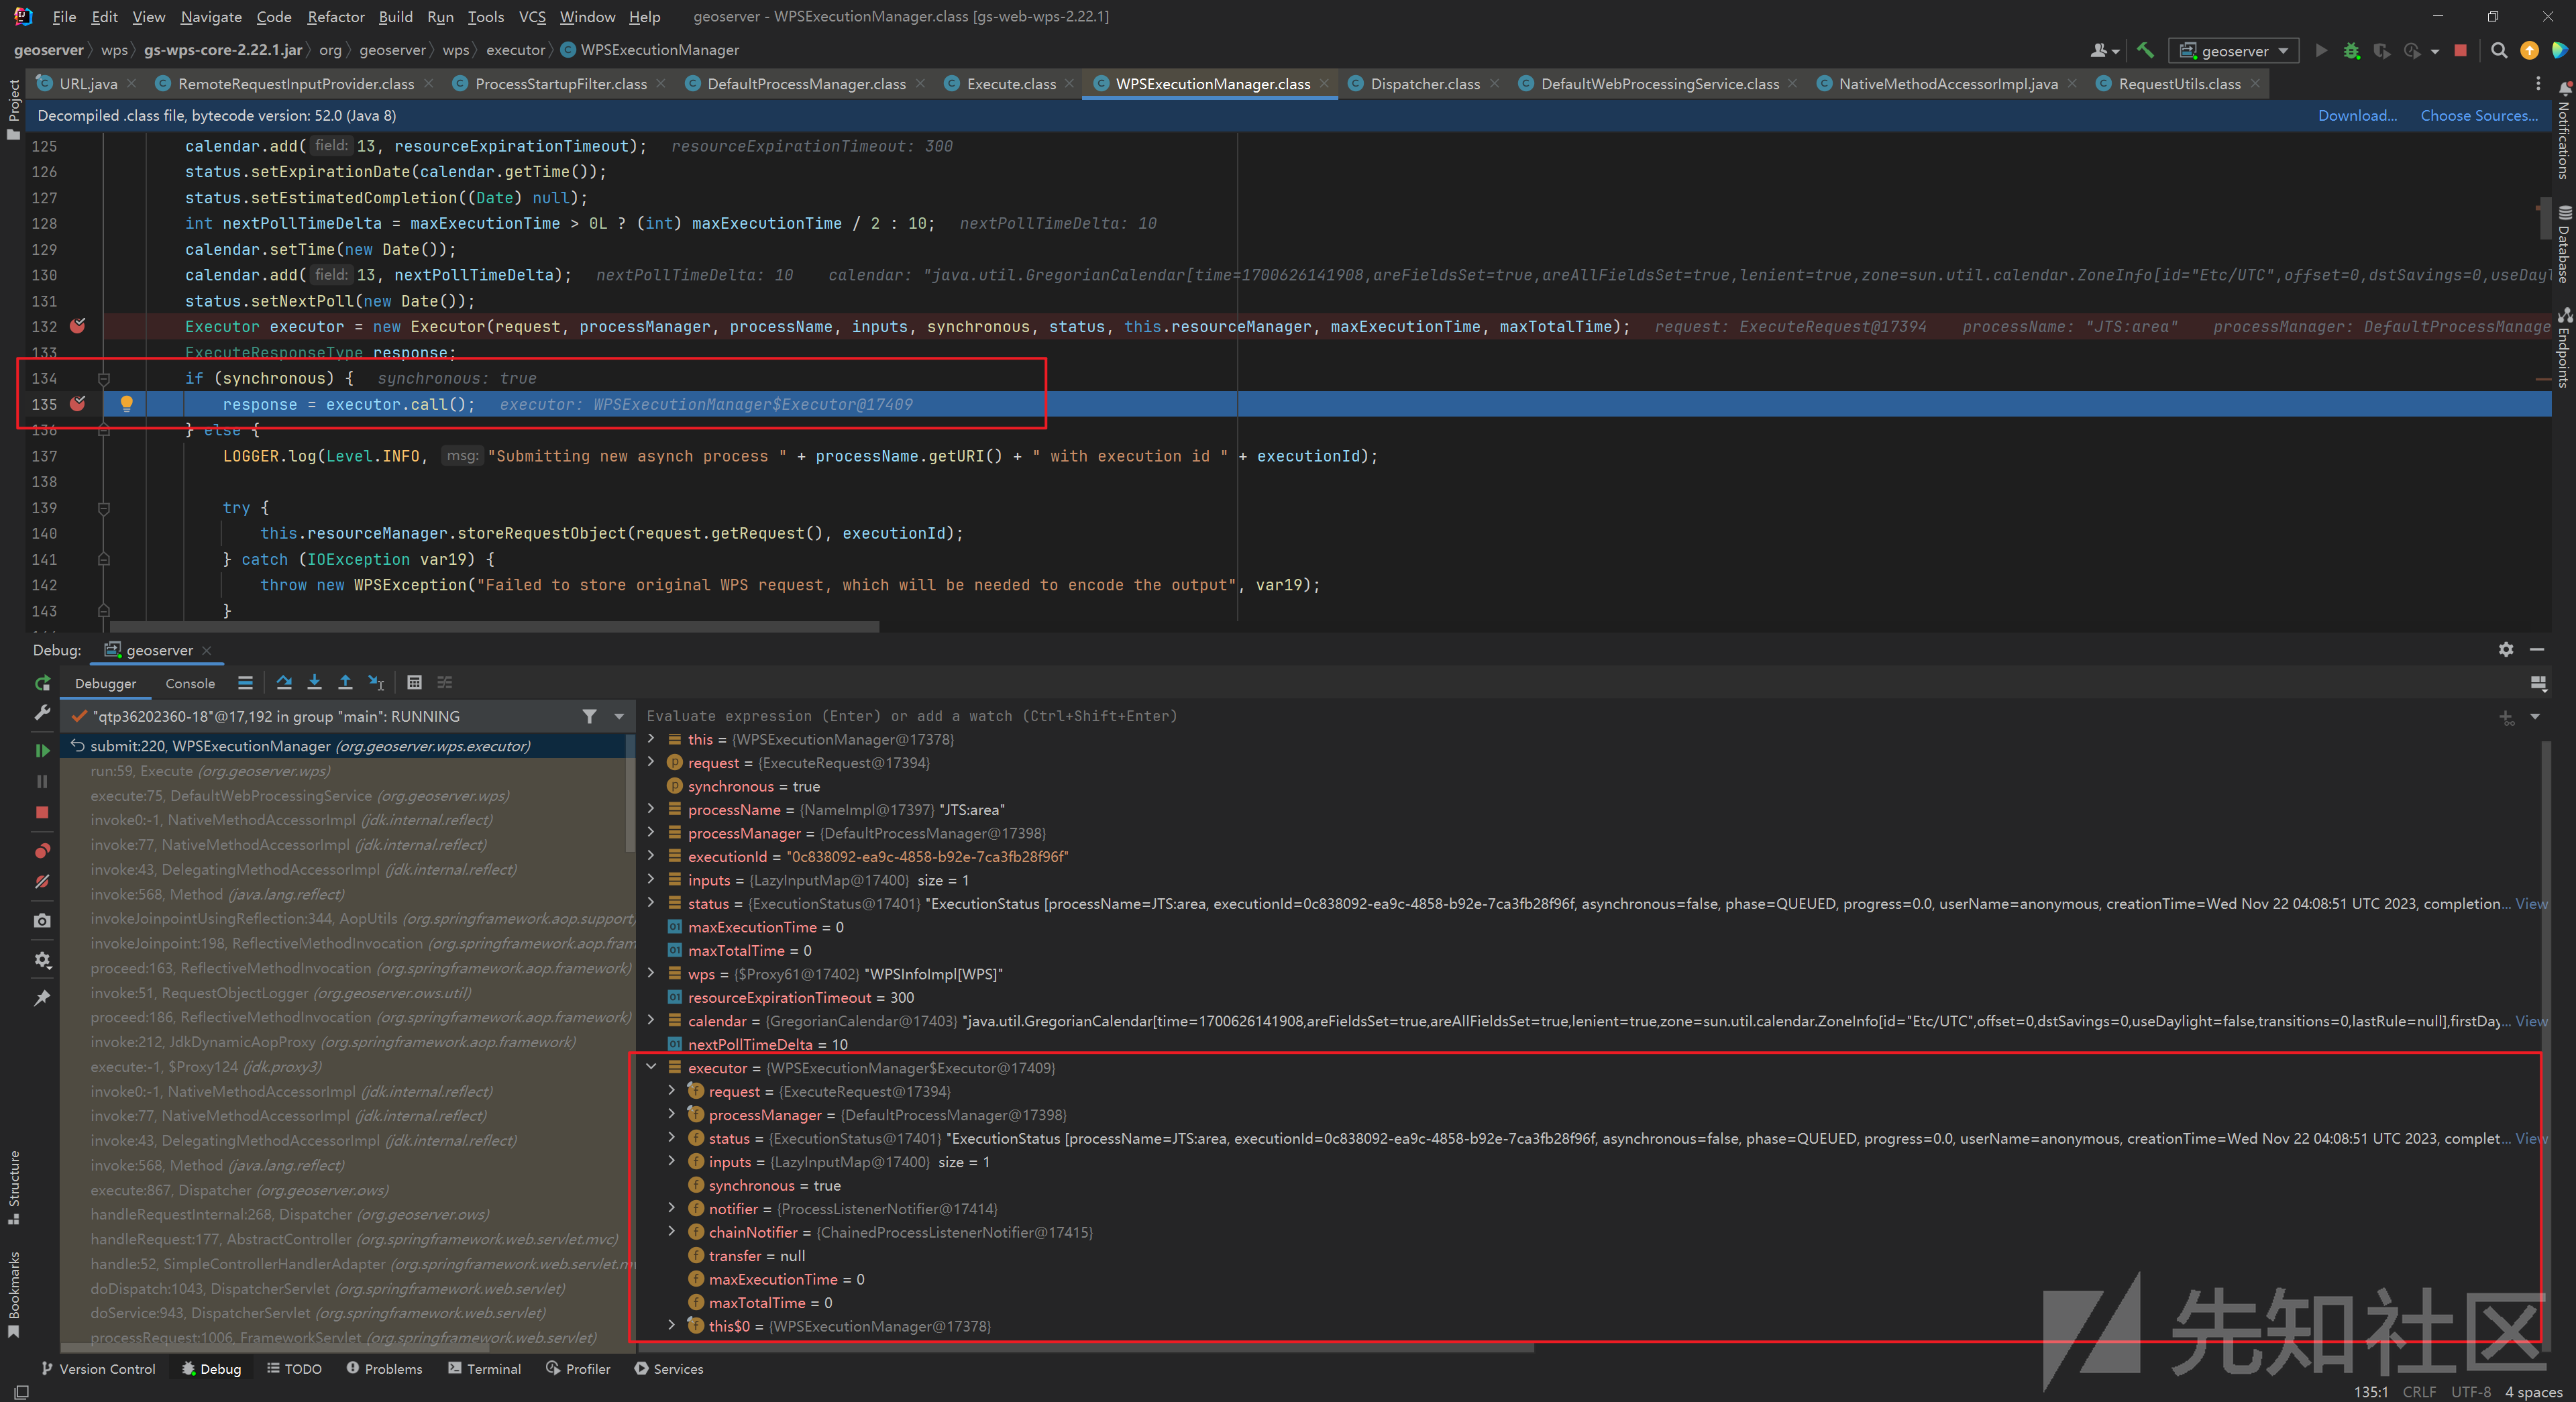 File Edit View Navigate Code Refactor Build Run Tools VCS Window Help geoserver - WPSExecutionManager.class [gs-web-wps-2.22.1]
geoserver wps gs-wps-core-2.22.1.jar org geoserver wps executor WPSExecutionManager
geoserver
URL.java RemoteRequestInputProvider.class ProcessStartupFilter.class DefaultProcessManager.class Execute.class WPSExecutionManager.class Dispatcher.class DefaultWebProcessingService.class NativeMethodAccessorImpl.java RequestUtils.class
Project
Notifications
Database
Endpoints
Decompiled .class file, bytecode version: 52.0 (Java 8) Download... Choose Sources...
125 calendar.add( field: 13, resourceExpirationTimeout); resourceExpirationTimeout: 300
126 status.setExpirationDate(calendar.getTime());
127 status.setEstimatedCompletion((Date) null);
128 int nextPollTimeDelta = maxExecutionTime > 0L ? (int) maxExecutionTime / 2 : 10; nextPollTimeDelta: 10
129 calendar.setTime(new Date());
130 calendar.add( field: 13, nextPollTimeDelta); nextPollTimeDelta: 10 calendar: "java.util.GregorianCalendar[time=1700626141908,areFieldsSet=true,areAllFieldsSet=true,lenient=true,zone=sun.util.calendar.ZoneInfo[id="Etc/UTC",offset=0,dstSavings=0,useDayl
131 status.setNextPoll(new Date());
132 Executor executor = new Executor(request, processManager, processName, inputs, synchronous, status, this.resourceManager, maxExecutionTime, maxTotalTime); request: ExecuteRequest@17394 processName: "JTS:area" processManager: DefaultProcessManage
133 ExecuteResponseType response;
134 if (synchronous) { synchronous: true
135 response = executor.call(); executor: WPSExecutionManager$Executor@17409
136 } else {
137 LOGGER.log(Level.INFO, msg: "Submitting new asynch process " + processName.getURI() + " with execution id " + executionId);
138
139 try {
140 this.resourceManager.storeRequestObject(request.getRequest(), executionId);
141 } catch (IOException var19) {
142 throw new WPSException("Failed to store original WPS request, which will be needed to encode the output", var19);
143 }
Debug: geoserver
Debugger Console
"qtp36202360-18"@17,192 in group "main": RUNNING
submit:220, WPSExecutionManager (org.geoserver.wps.executor)
run:59, Execute (org.geoserver.wps)
execute:75, DefaultWebProcessingService (org.geoserver.wps)
invoke0:-1, NativeMethodAccessorImpl (jdk.internal.reflect)
invoke:77, NativeMethodAccessorImpl (jdk.internal.reflect)
invoke:43, DelegatingMethodAccessorImpl (jdk.internal.reflect)
invoke:568, Method (java.lang.reflect)
invokeJoinpointUsingReflection:344, AopUtils (org.springframework.aop.support)
invokeJoinpoint:198, ReflectiveMethodInvocation (org.springframework.aop.fram
proceed:163, ReflectiveMethodInvocation (org.springframework.aop.framework)
invoke:51, RequestObjectLogger (org.geoserver.ows.util)
proceed:186, ReflectiveMethodInvocation (org.springframework.aop.framework)
invoke:212, JdkDynamicAopProxy (org.springframework.aop.framework)
execute:-1, $Proxy124 (jdk.proxy3)
invoke0:-1, NativeMethodAccessorImpl (jdk.internal.reflect)
invoke:77, NativeMethodAccessorImpl (jdk.internal.reflect)
invoke:43, DelegatingMethodAccessorImpl (jdk.internal.reflect)
invoke:568, Method (java.lang.reflect)
execute:867, Dispatcher (org.geoserver.ows)
handleRequestInternal:268, Dispatcher (org.geoserver.ows)
handleRequest:177, AbstractController (org.springframework.web.servlet.mvc)
handle:52, SimpleControllerHandlerAdapter (org.springframework.web.servlet.m
doDispatch:1043, DispatcherServlet (org.springframework.web.servlet)
doService:943, DispatcherServlet (org.springframework.web.servlet)
processRequest:1006, FrameworkServlet (org.springframework.web.servlet)
Evaluate expression (Enter) or add a watch (Ctrl+Shift+Enter)
this = {WPSExecutionManager@17378}
request = {ExecuteRequest@17394}
synchronous = true
processName = {NameImpl@17397} "JTS:area"
processManager = {DefaultProcessManager@17398}
executionId = "0c838092-ea9c-4858-b92e-7ca3fb28f96f"
inputs = {LazyInputMap@17400} size = 1
status = {ExecutionStatus@17401} "ExecutionStatus [processName=JTS:area, executionId=0c838092-ea9c-4858-b92e-7ca3fb28f96f, asynchronous=false, phase=QUEUED, progress=0.0, userName=anonymous, creationTime=Wed Nov 22 04:08:51 UTC 2023, completion... View
maxExecutionTime = 0
maxTotalTime = 0
wps = {$Proxy61@17402} "WPSInfoImpl[WPS]"
resourceExpirationTimeout = 300
calendar = {GregorianCalendar@17403} "java.util.GregorianCalendar[time=1700626141908,areFieldsSet=true,areAllFieldsSet=true,lenient=true,zone=sun.util.calendar.ZoneInfo[id="Etc/UTC",offset=0,dstSavings=0,useDaylight=false,transitions=0,lastRule=null],firstDay... View
nextPollTimeDelta = 10
executor = {WPSExecutionManager$Executor@17409}
request = {ExecuteRequest@17394}
processManager = {DefaultProcessManager@17398}
status = {ExecutionStatus@17401} "ExecutionStatus [processName=JTS:area, executionId=0c838092-ea9c-4858-b92e-7ca3fb28f96f, asynchronous=false, phase=QUEUED, progress=0.0, userName=anonymous, creationTime=Wed Nov 22 04:08:51 UTC 2023, complet... View
inputs = {LazyInputMap@17400} size = 1
synchronous = true
notifier = {ProcessListenerNotifier@17414}
chainNotifier = {ChainedProcessListenerNotifier@17415}
transfer = null
maxExecutionTime = 0
maxTotalTime = 0
this$0 = {WPSExecutionManager@17378}
Structure
Bookmarks
先知社区
Version Control Debug TODO Problems Terminal Profiler Services
135:1 CRLF UTF-8 4 spaces